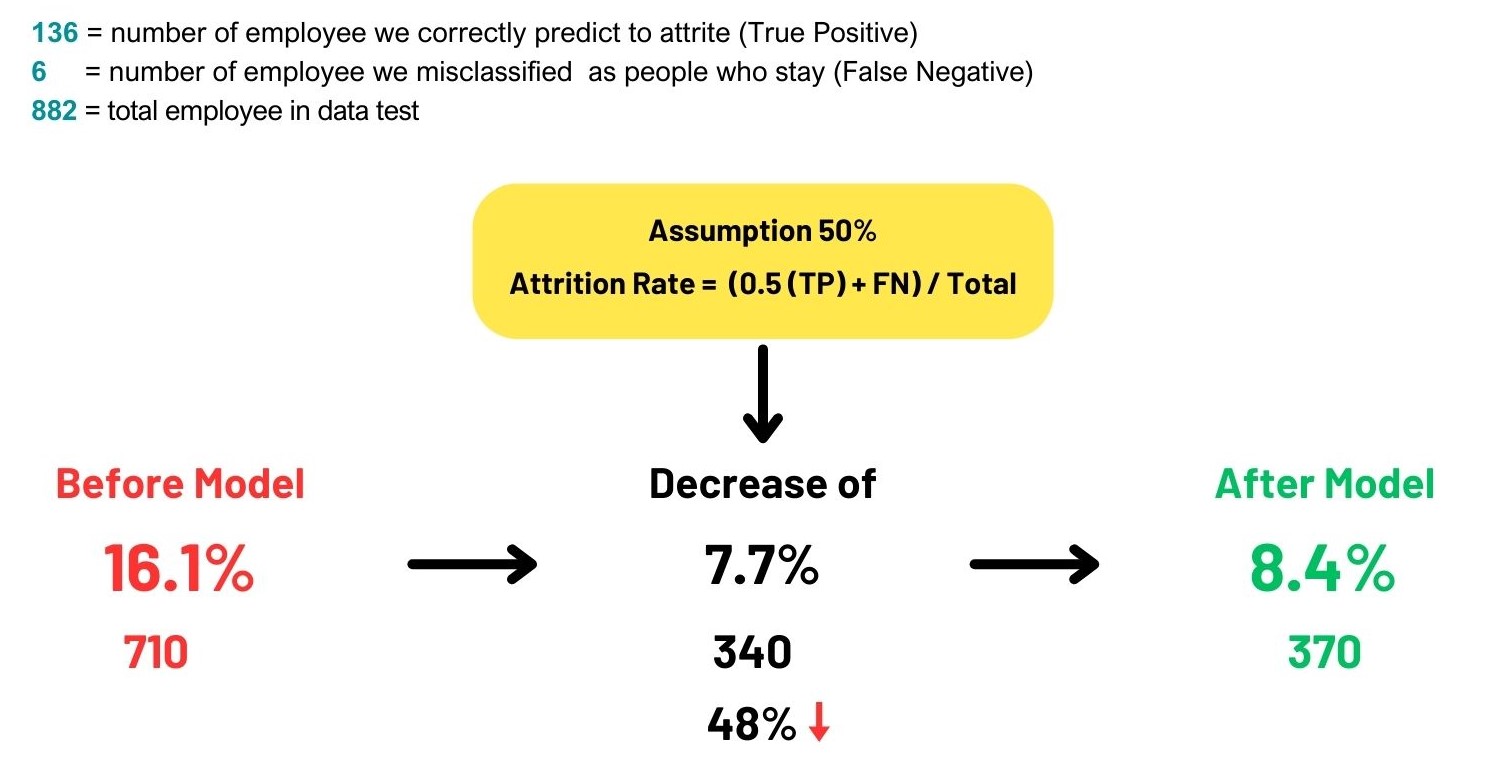 136 = number of employee we correctly predict to attrite (True Positive)
6 = number of employee we misclassified as people who stay (False Negative)
882 = total employee in data test
Assumption 50%
Attrition Rate = (0.5 (TP) + FN) / Total
Before Model
Decrease of
After Model
16.1%
7.7%
8.4%
710
340
370
48%